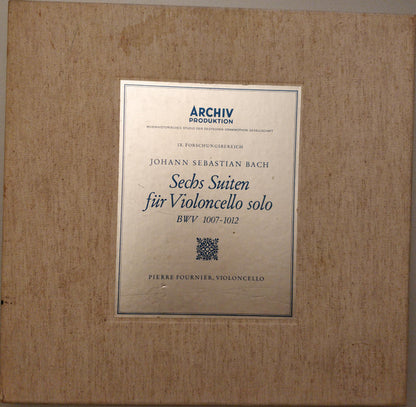 ARCHIV
PRODUKTION
MUSIKHISTORISCHES STUDIO DER DEUTSCHEN GRAMMOPHON GESELLSCHAFT
IX. FORSCHUNGSBEREICH
JOHANN SEBASTIAN BACH
Sechs Suiten
für Violoncello solo
BWV 1007-1012
PIERRE FOURNIER, VIOLONCELLO